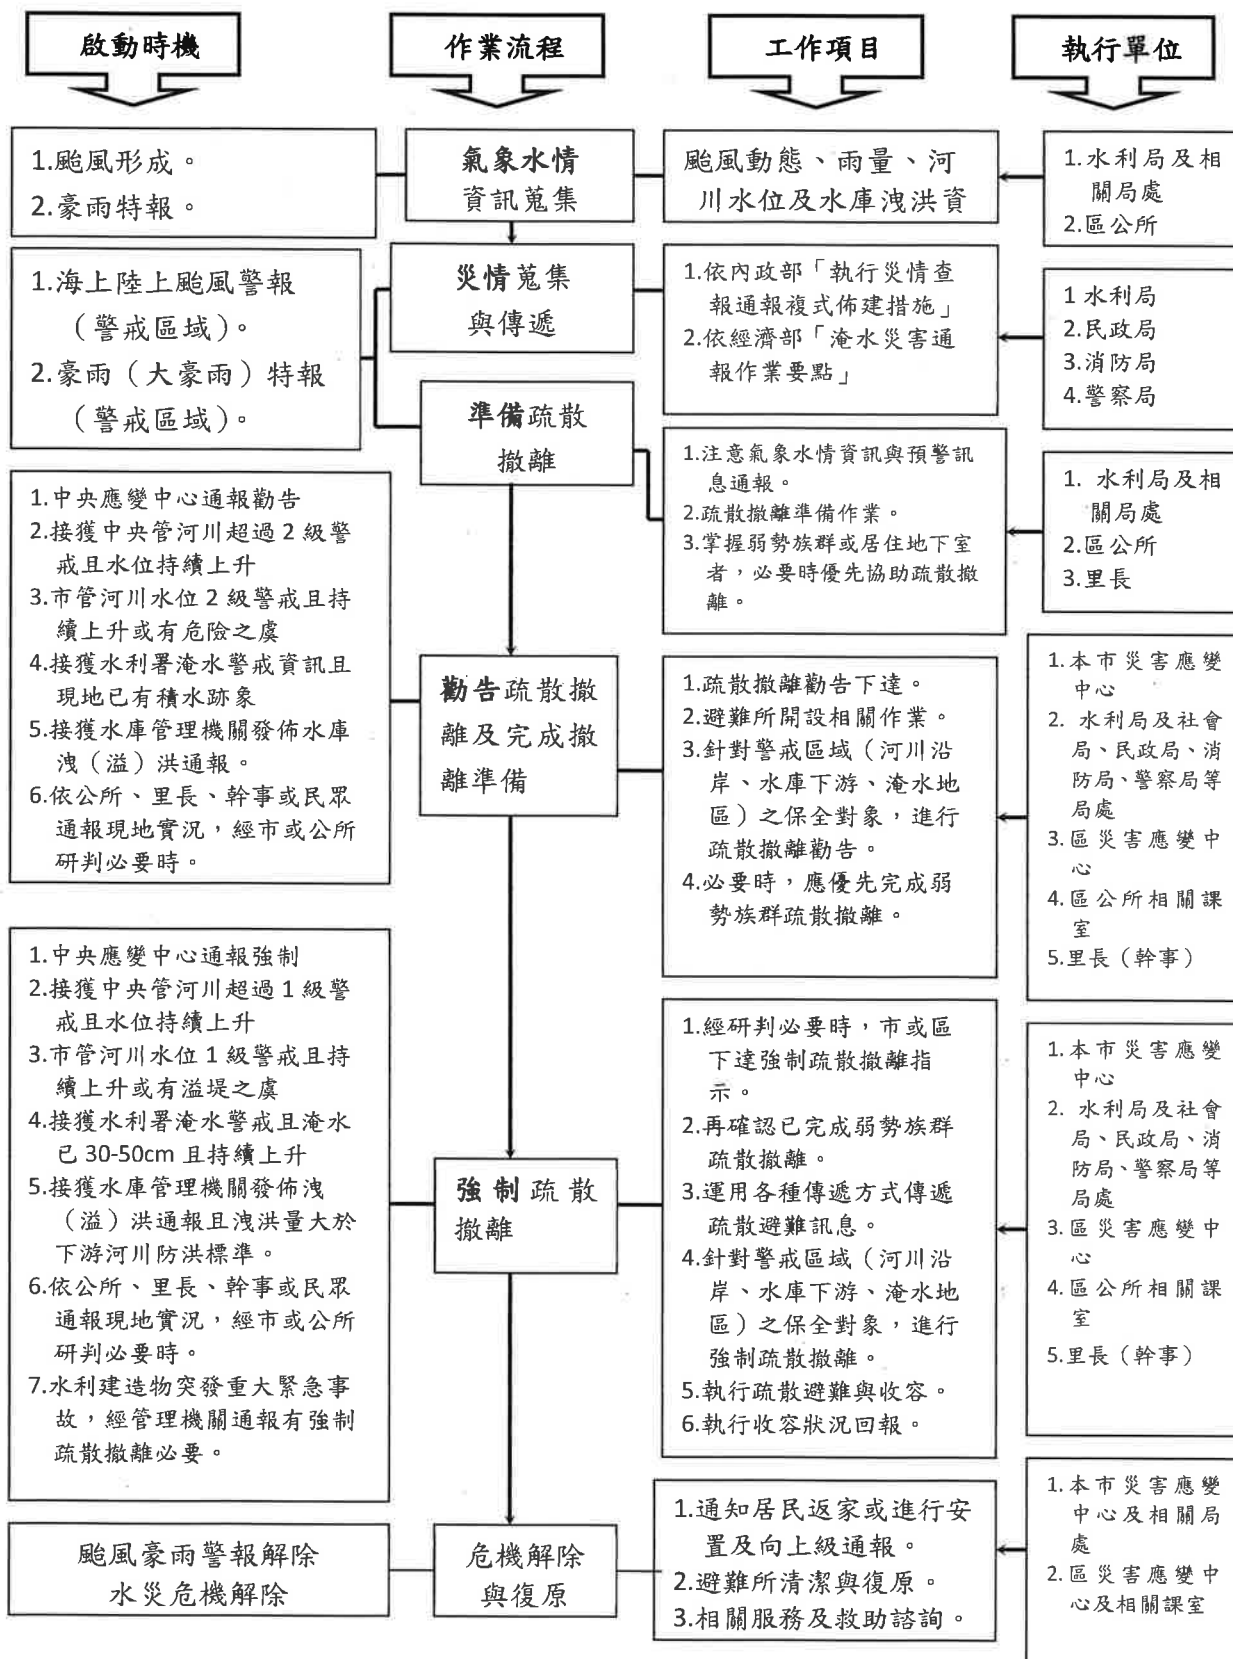 啟動時機
作業流程
工作項目
執行單位
1.颱風形成。
2.豪雨特報。
氣象水情
資訊蒐集
颱風動態、雨量、河
川水位及水庫洩洪資
1.水利局及相
關局處
2.區公所
1.海上陸上颱風警報
（警戒區域）。
2.豪雨（大豪雨）特報
（警戒區域）。
災情蒐集
與傳遞
1.依內政部「執行災情查
報通報複式佈建措施」
2.依經濟部「淹水災害通
報作業要點」
1 水利局
2.民政局
3.消防局
4.警察局
準備疏散
撤離
1.注意氣象水情資訊與預警訊
息通報。
2.疏散撤離準備作業。
3.掌握弱勢族群或居住地下室
者，必要時優先協助疏散撤
離。
1. 水利局及相
關局處
2.區公所
3.里長
1.中央應變中心通報勸告
2.接獲中央管河川超過 2 級警
戒且水位持續上升
3.市管河川水位 2 級警戒且持
續上升或有危險之虞
4.接獲水利署淹水警戒資訊且
現地已有積水跡象
5.接獲水庫管理機關發佈水庫
洩（溢）洪通報。
6.依公所、里長、幹事或民眾
通報現地實況，經市或公所
研判必要時。
勸告疏散撤
離及完成撤
離準備
1.疏散撤離勸告下達。
2.避難所開設相關作業。
3.針對警戒區域（河川沿
岸、水庫下游、淹水地
區）之保全對象，進行
疏散撤離勸告。
4.必要時，應優先完成弱
勢族群疏散撤離。
1.本市災害應變
中心
2. 水利局及社會
局、民政局、消
防局、警察局等
局處
3.區災害應變中
心
4.區公所相關課
室
5.里長（幹事）
1.中央應變中心通報強制
2.接獲中央管河川超過 1 級警
戒且水位持續上升
3.市管河川水位 1 級警戒且持
續上升或有溢堤之虞
4.接獲水利署淹水警戒且淹水
已 30-50cm 且持續上升
5.接獲水庫管理機關發佈洩
（溢）洪通報且洩洪量大於
下游河川防洪標準。
6.依公所、里長、幹事或民眾
通報現地實況，經市或公所
研判必要時。
7.水利建造物突發重大緊急事
故，經管理機關通報有強制
疏散撤離必要。
強制疏散
撤離
1.經研判必要時，市或區
下達強制疏散撤離指
示。
2.再確認已完成弱勢族群
疏散撤離。
3.運用各種傳遞方式傳遞
疏散避難訊息。
4.針對警戒區域（河川沿
岸、水庫下游、淹水地
區）之保全對象，進行
強制疏散撤離。
5.執行疏散避難與收容。
6.執行收容狀況回報。
1.本市災害應變
中心
2. 水利局及社會
局、民政局、消
防局、警察局等
局處
3.區災害應變中
心
4.區公所相關課
室
5.里長（幹事）
颱風豪雨警報解除
水災危機解除
危機解除
與復原
1.通知居民返家或進行安
置及向上級通報。
2.避難所清潔與復原。
3.相關服務及救助諮詢。
1.本市災害應變
中心及相關局
處
2.區災害應變中
心及相關課室